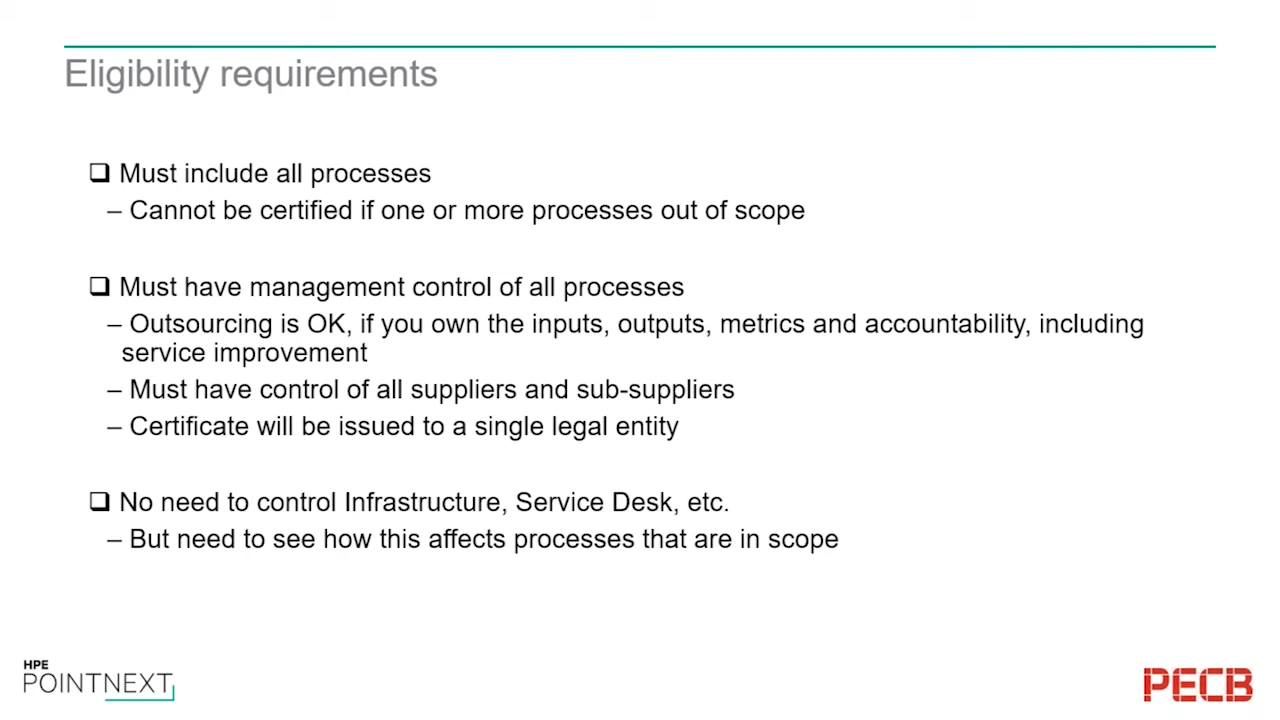 Eligibility requirements
❑ Must include all processes
– Cannot be certified if one or more processes out of scope
❑ Must have management control of all processes
– Outsourcing is OK, if you own the inputs, outputs, metrics and accountability, including
service improvement
– Must have control of all suppliers and sub-suppliers
– Certificate will be issued to a single legal entity
❑ No need to control Infrastructure, Service Desk, etc.
– But need to see how this affects processes that are in scope
HPE
POINTNEXT
PECB